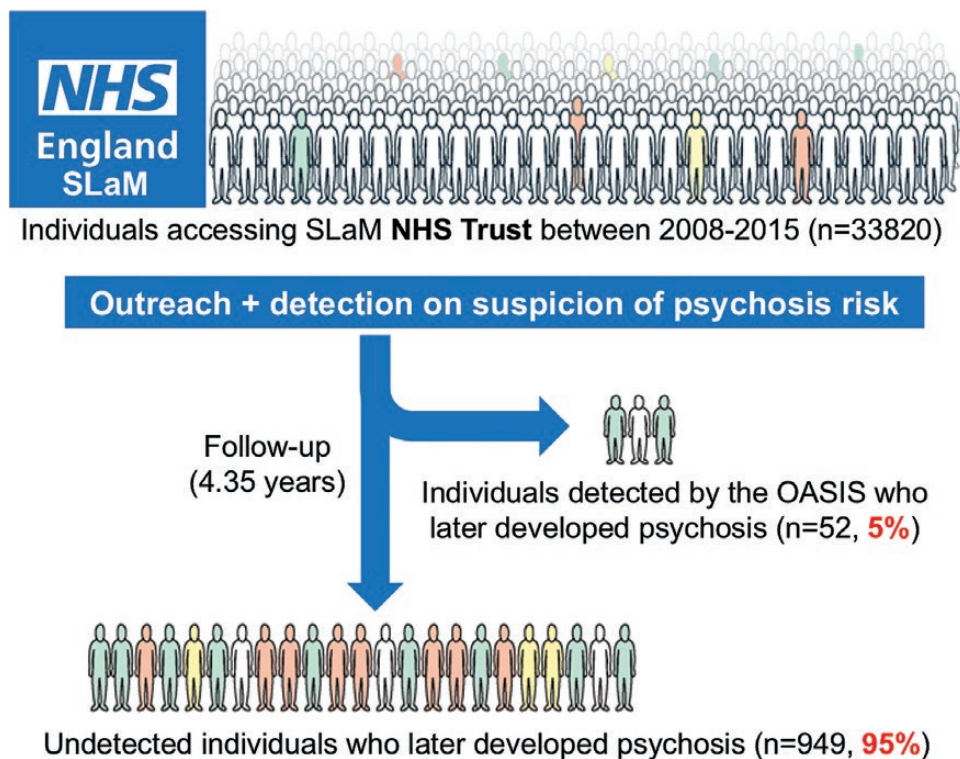 NHS
England
SLaM
Individuals accessing SLaM NHS Trust between 2008-2015 (n=33820)
Outreach + detection on suspicion of psychosis risk
Follow-up
(4.35 years)
Individuals detected by the OASIS who
later developed psychosis (n=52, 5%)
Undetected individuals who later developed psychosis (n=949, 95%)